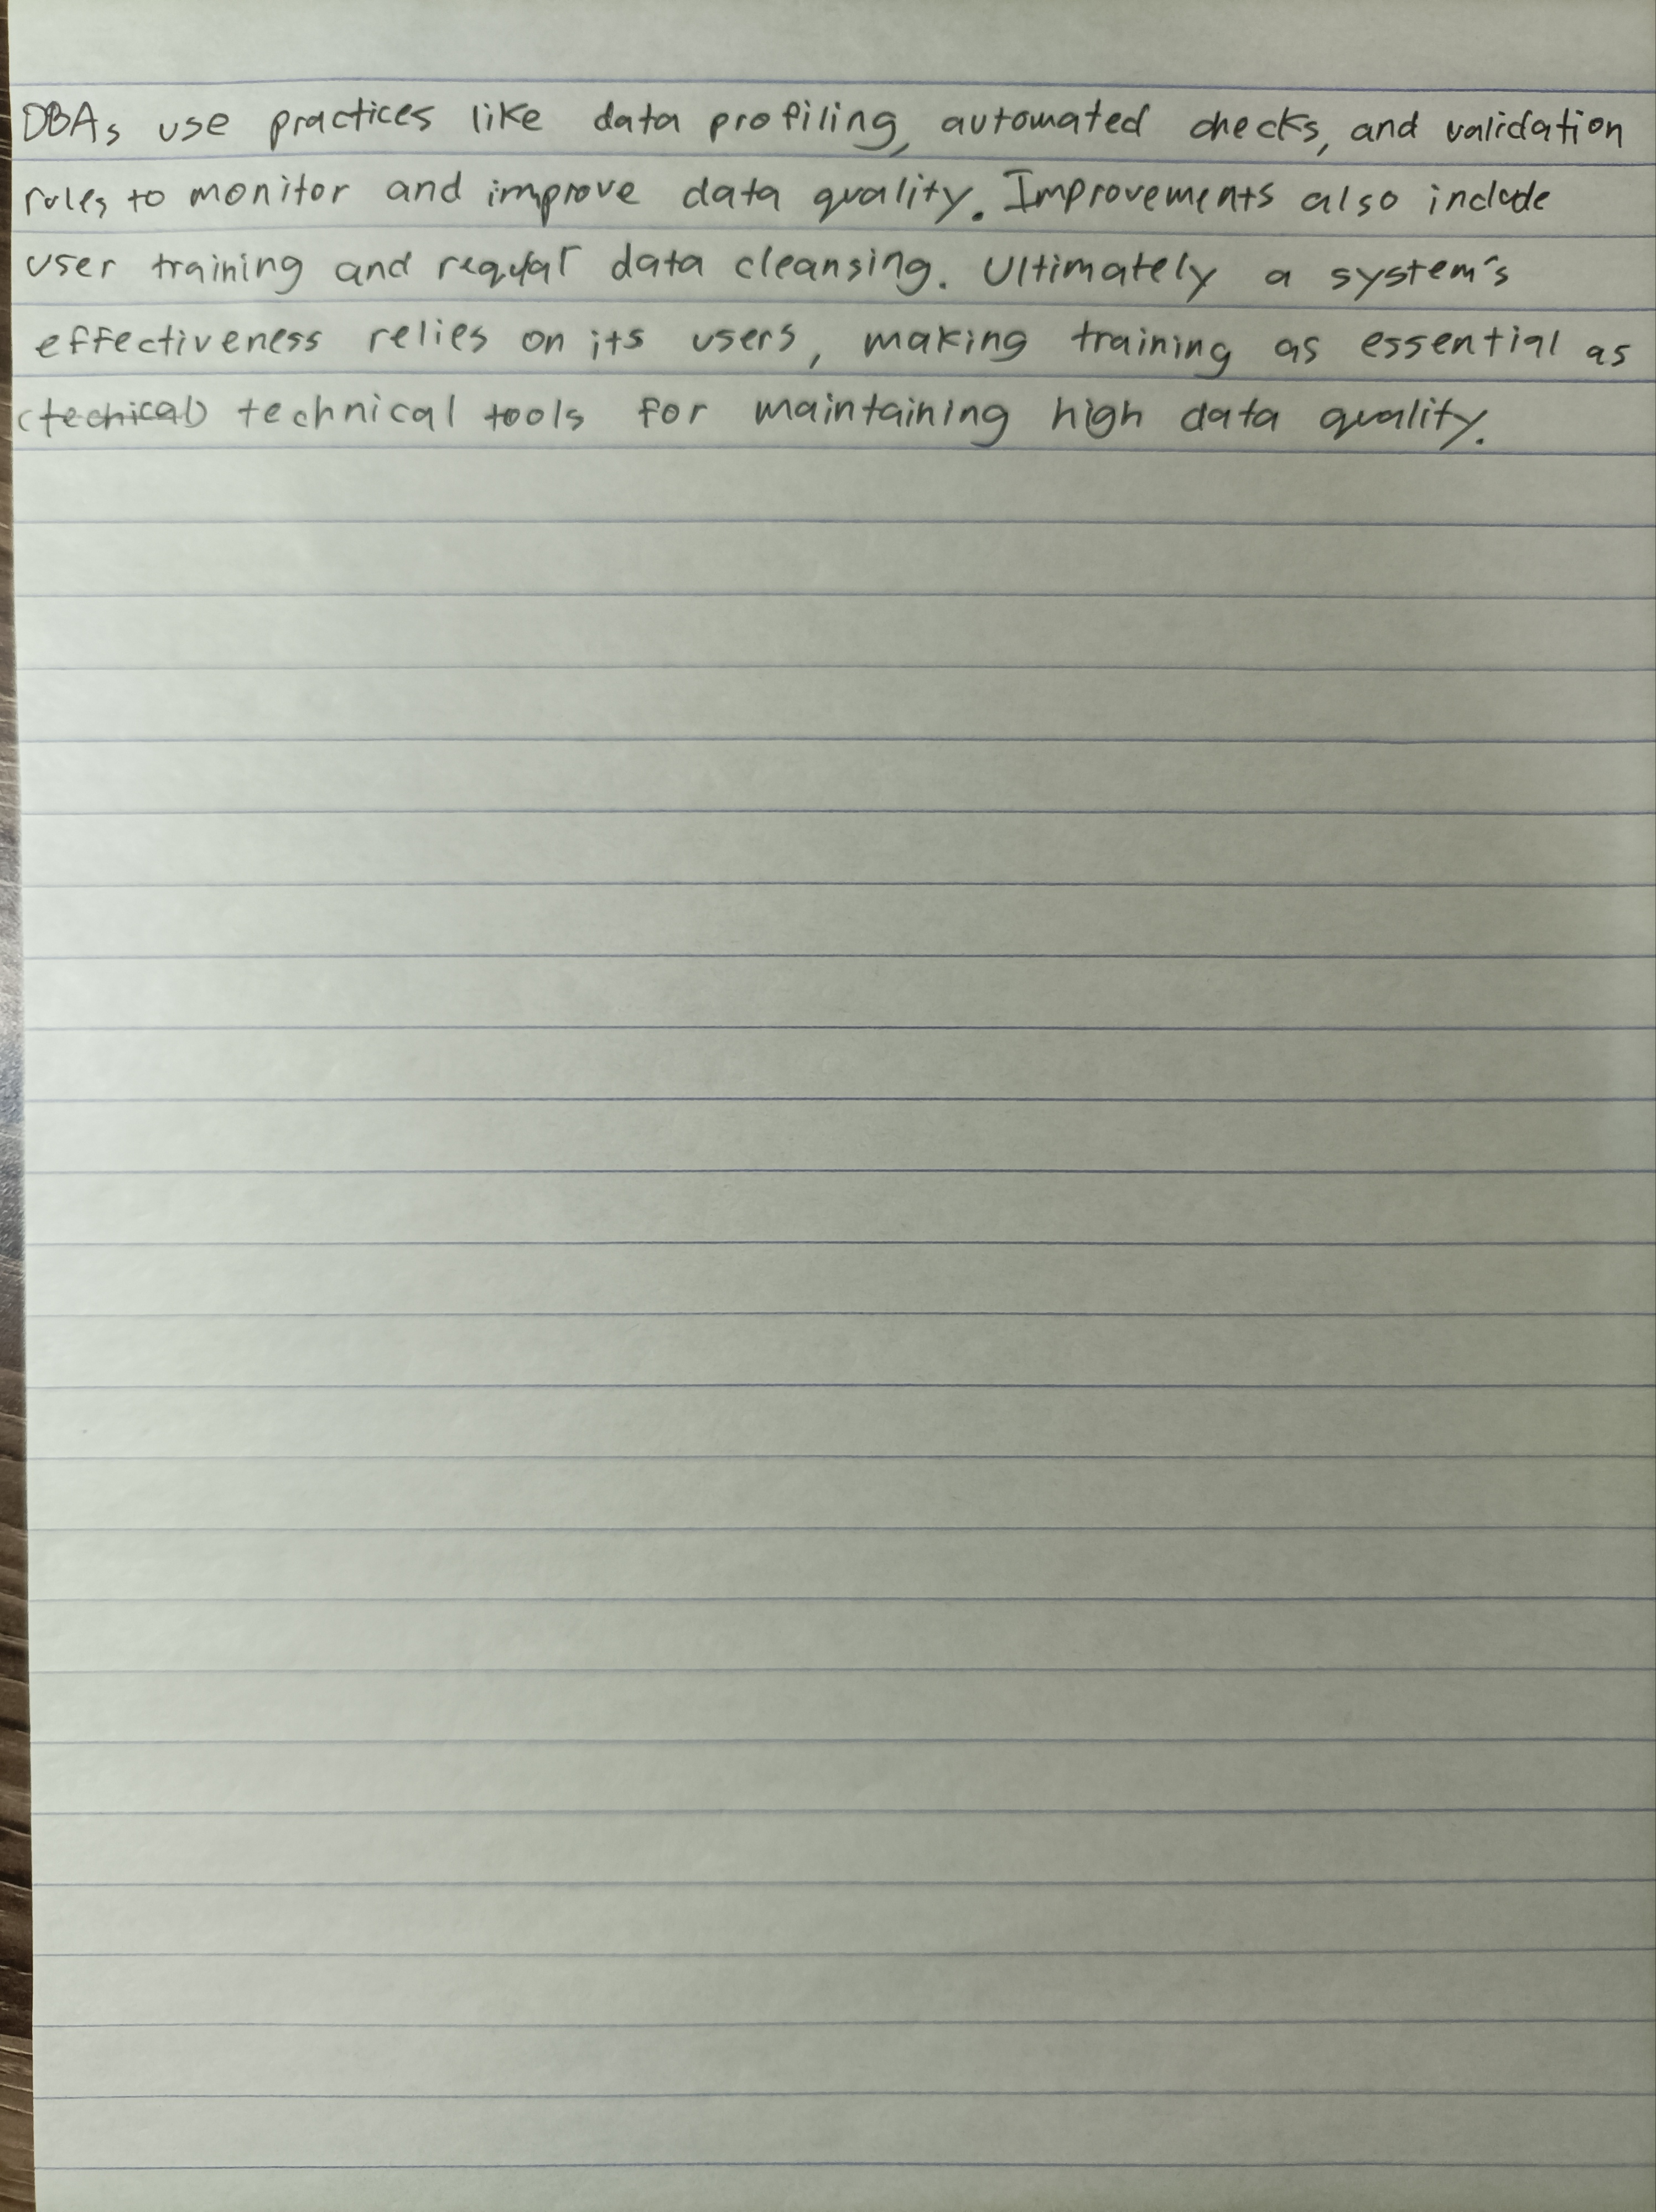 DBAs use practices like data profiling, automated checks, and validation
rules to monitor and improve data quality. Improvements also include
user training and regular data cleansing. Ultimately a system's
effectiveness relies on its users, making training as essential as
(techical) technical tools for maintaining high data quality.